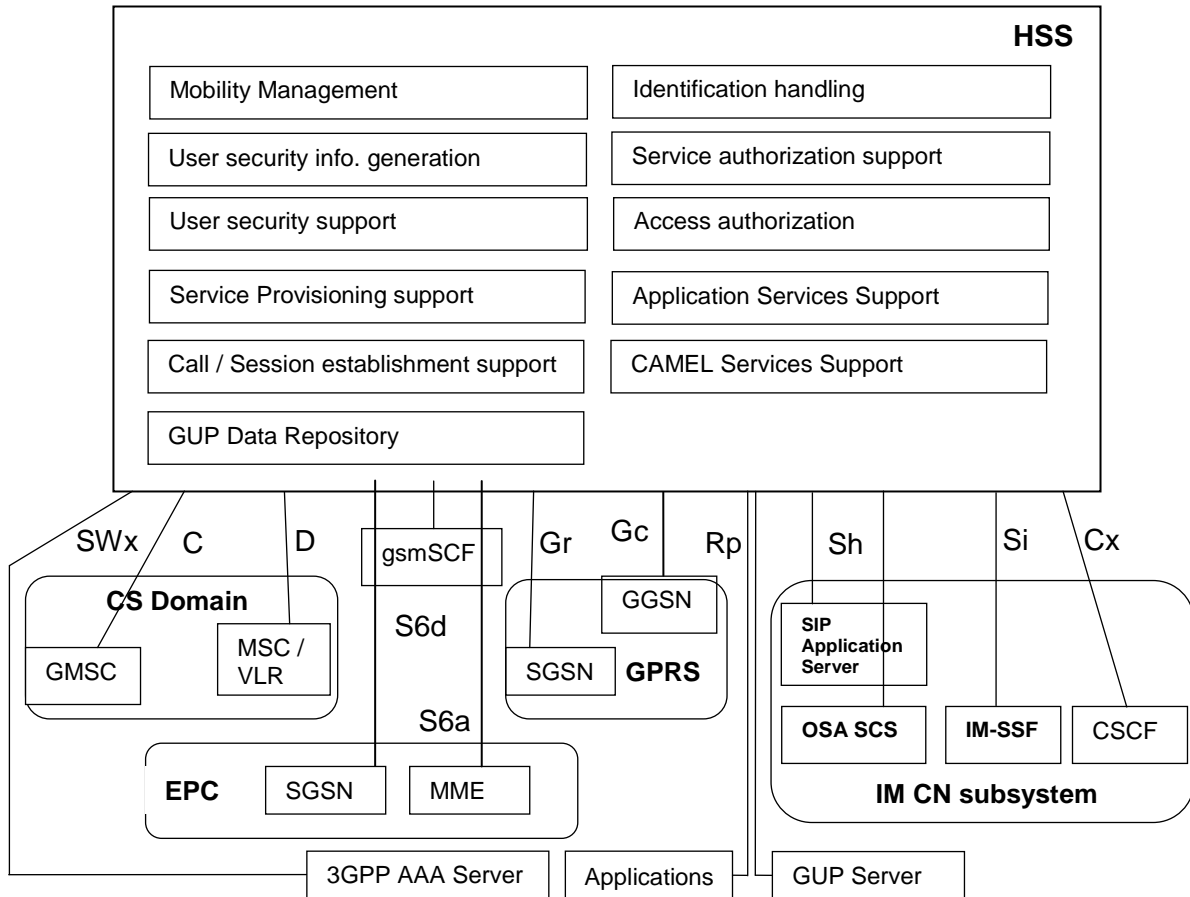 HSS
Mobility Management
Identification handling
User security info. generation
Service authorization support
User security support
Access authorization
Service Provisioning support
Application Services Support
Call / Session establishment support
CAMEL Services Support
GUP Data Repository
SWx
C
D
gsmSCF
Gr
Gc
Rp
Sh
Si
Cx
CS Domain
GMSC
MSC /
VLR
S6d
GGSN
SGSN
GPRS
SIP
Application
Server
S6a
OSA SCS
IM-SSF
CSCF
EPC
SGSN
MME
IM CN subsystem
3GPP AAA Server
Applications
GUP Server